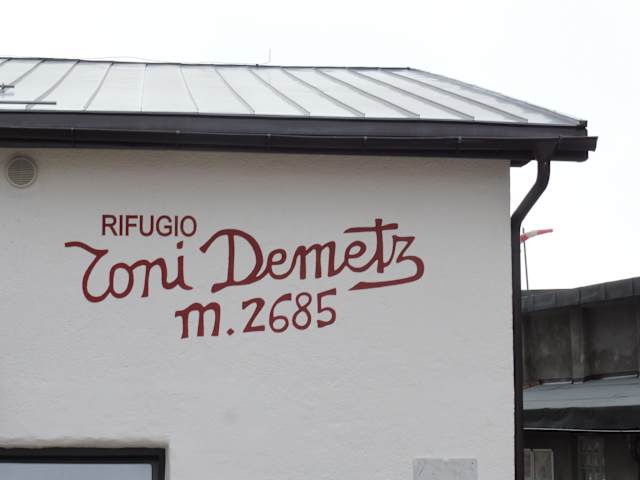 RIFUGIO
Toni Demetz
m. 2685